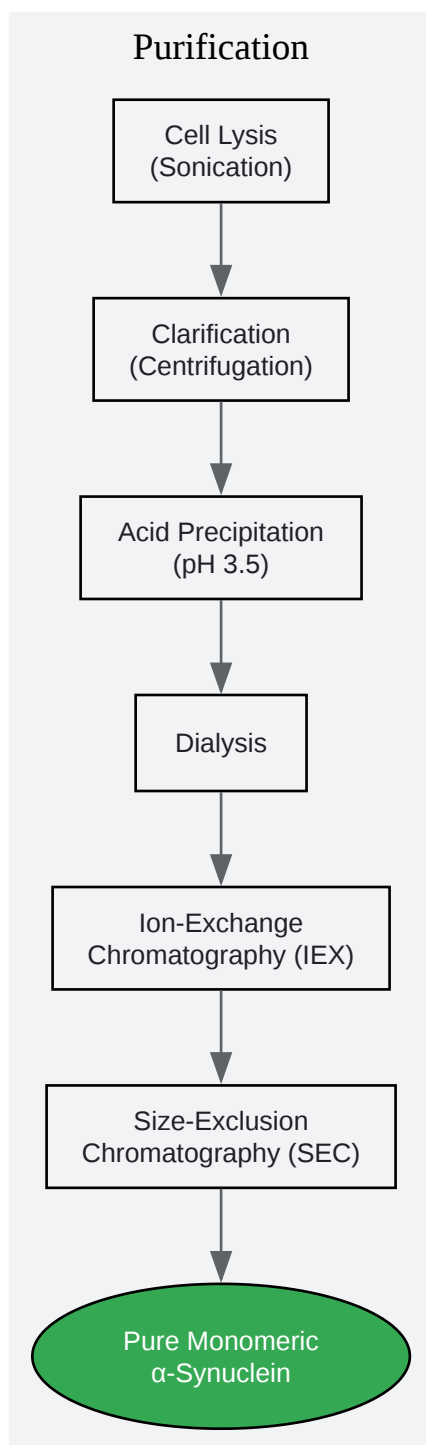 Purification
Cell Lysis
(Sonication)
Clarification
(Centrifugation)
Acid Precipitation
(pH 3.5)
Dialysis
Ion-Exchange
Chromatography (IEX)
Size-Exclusion
Chromatography (SEC)
Pure Monomeric
α-Synuclein